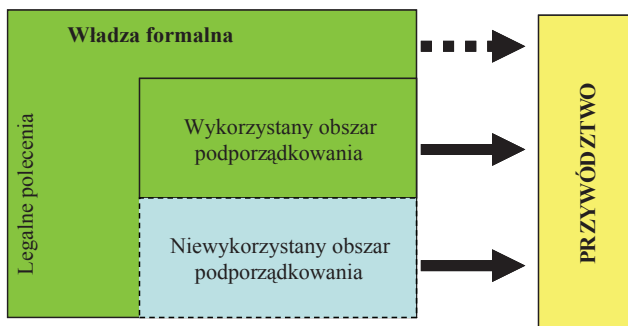 Władza formalna
Legalne polecenia
Wykorzystany obszar
podporządkowania
Niewykorzystany obszar
podporządkowania
PRZYWÓDZTWO